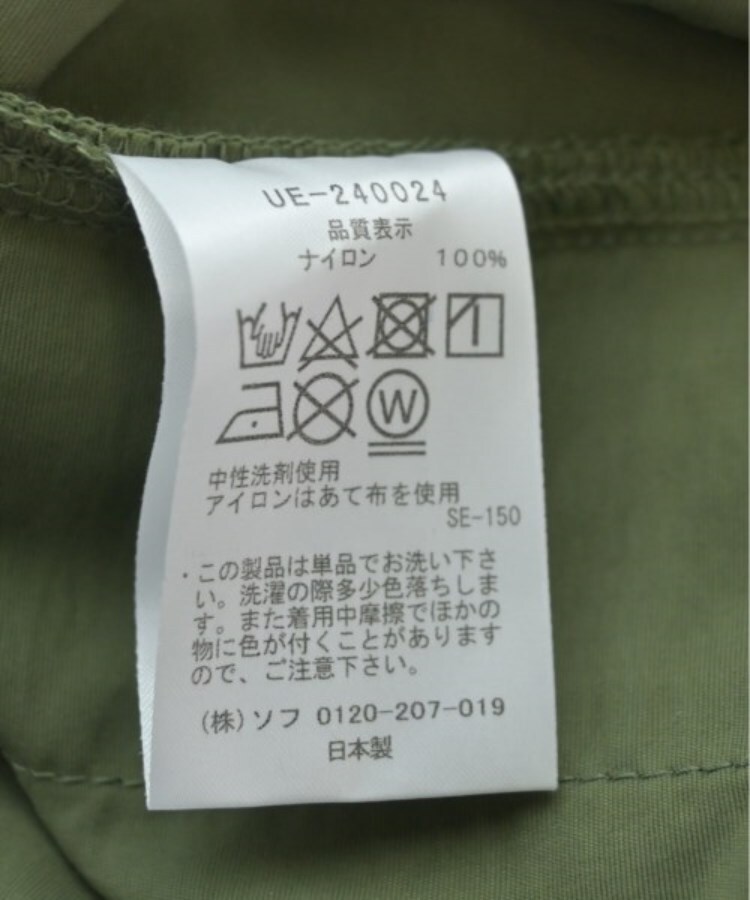 UE-240024
品質表示
ナイロン 100%
W
中性洗剤使用
アイロンはあて布を使用
SE-150
・この製品は単品でお洗い下さ
い。洗濯の際多少色落ちしま
す。また着用中摩擦でほかの
物に色が付くことがあります
ので、ご注意下さい。
(株)ソフ 0120-207-019
日本製